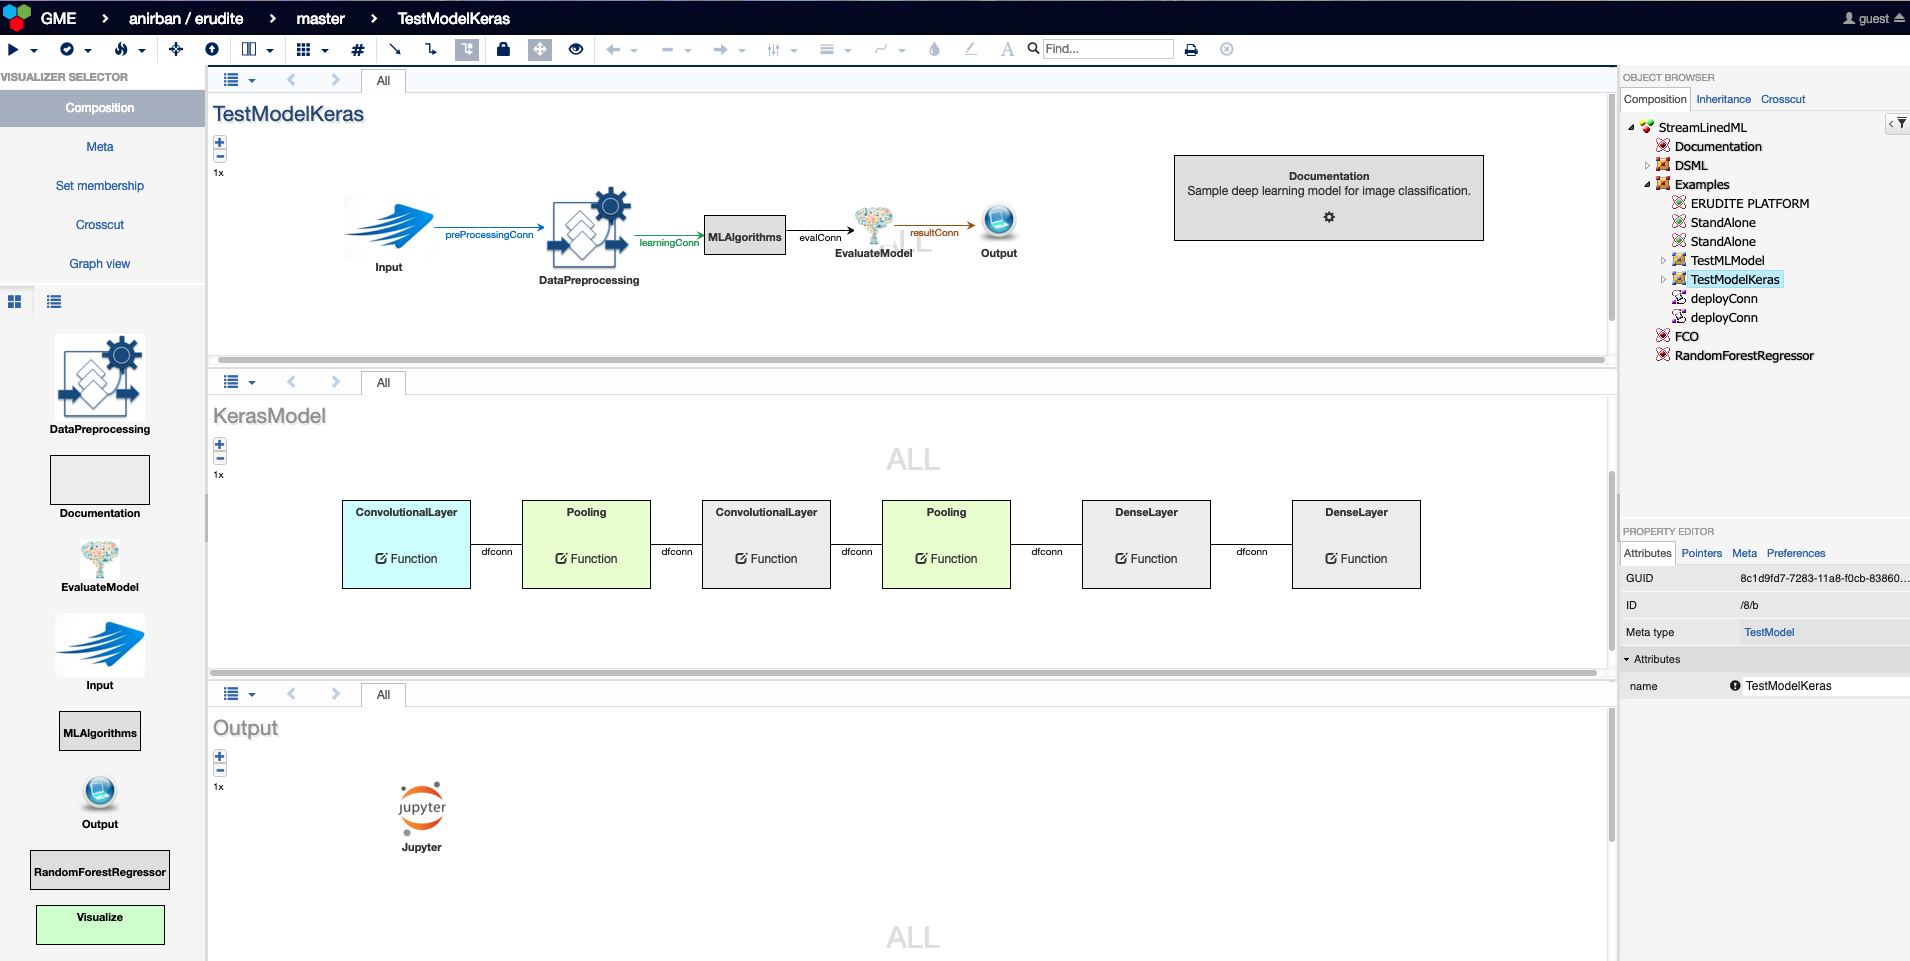 GME > anirban / erudite > master > TestModelKeras
guest
Find...
VISUALIZER SELECTOR
Composition
Meta
Set membership
Crosscut
Graph view
DataPreprocessing
Documentation
EvaluateModel
Input
MLAlgorithms
Output
RandomForestRegressor
Visualize
All
TestModelKeras
1x
ALL
Input
preProcessingConn
DataPreprocessing
learningConn
MLAlgorithms
evalConn
EvaluateModel
resultConn
Output
Documentation
Sample deep learning model for image classification.
All
KerasModel
1x
ALL
ConvolutionalLayer
Function
dfconn
Pooling
Function
dfconn
ConvolutionalLayer
Function
dfconn
Pooling
Function
dfconn
DenseLayer
Function
dfconn
DenseLayer
Function
All
Output
1x
jupyter
Jupyter
ALL
OBJECT BROWSER
Composition Inheritance Crosscut
StreamLinedML
Documentation
DSML
Examples
ERUDITE PLATFORM
StandAlone
StandAlone
TestMLModel
TestModelKeras
deployConn
deployConn
FCO
RandomForestRegressor
PROPERTY EDITOR
Attributes Pointers Meta Preferences
GUID 8c1d9fd7-7283-11a8-f0cb-83860...
ID /8/b
Meta type TestModel
Attributes
name TestModelKeras